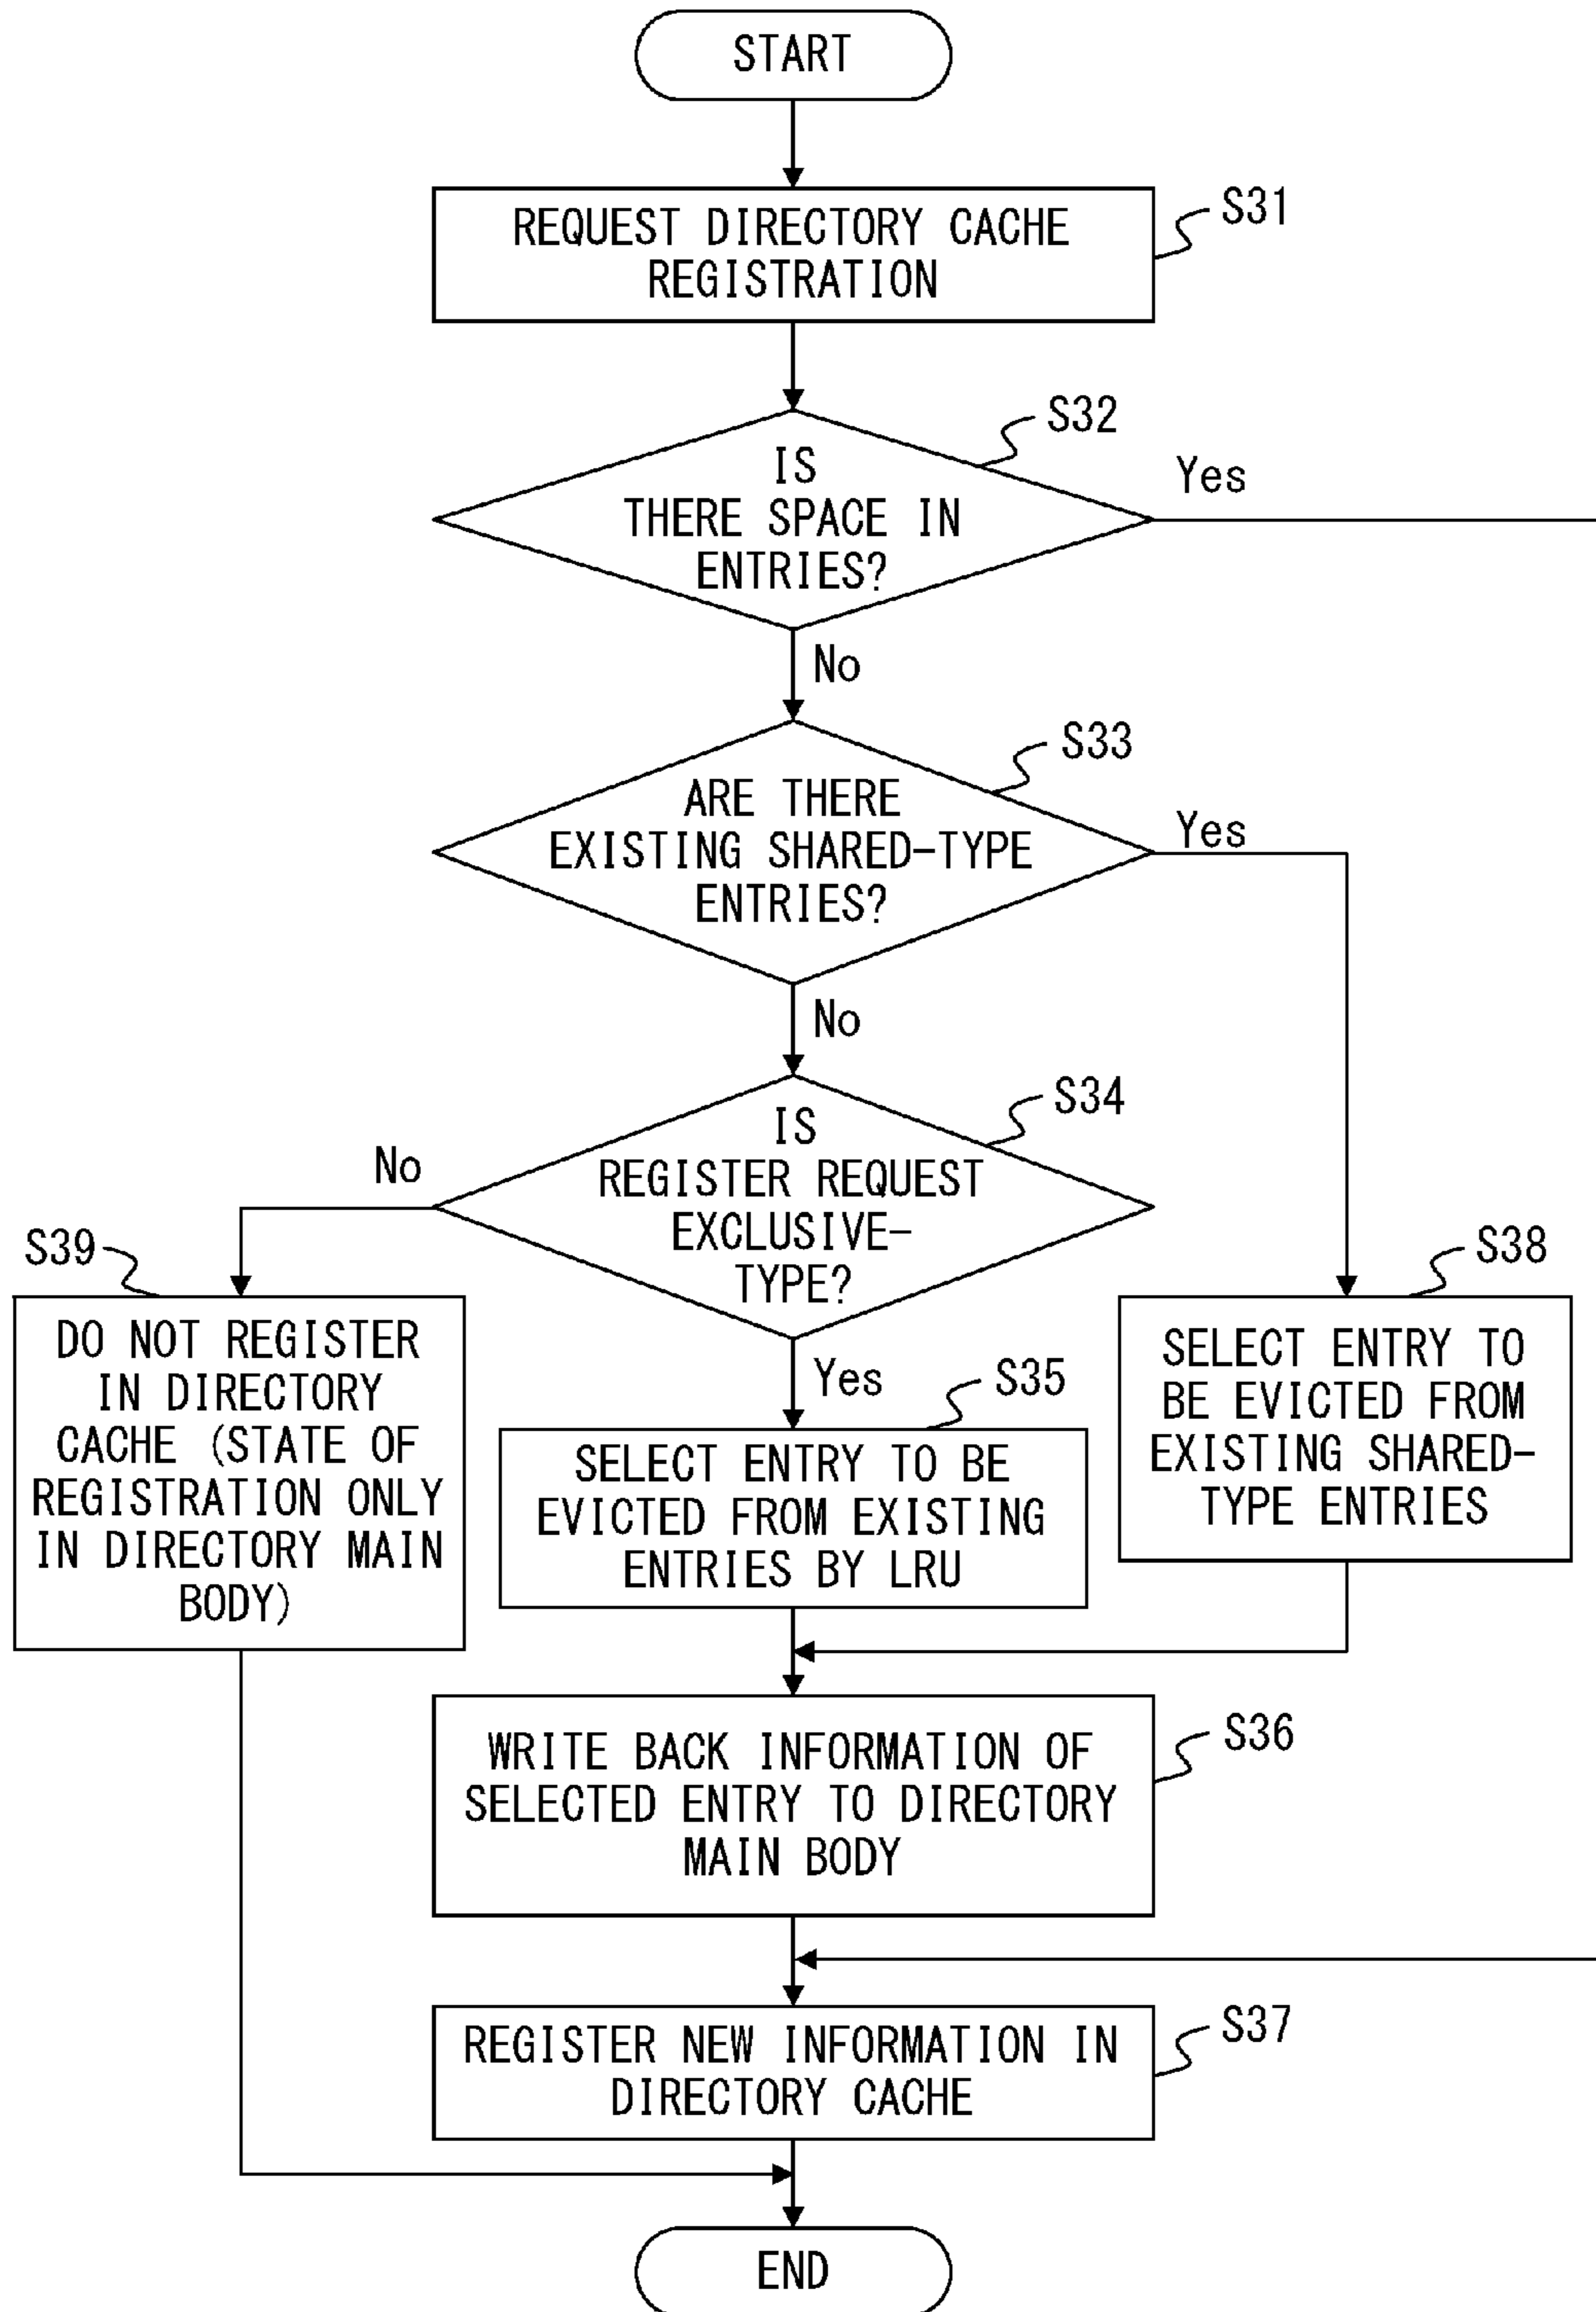 START
REQUEST DIRECTORY CACHE
REGISTRATION
S31
IS
THERE SPACE IN
ENTRIES?
S32
Yes
No
ARE THERE
EXISTING SHARED-TYPE
ENTRIES?
S33
Yes
No
IS
REGISTER REQUEST
EXCLUSIVE-
TYPE?
S34
No
Yes
S39
DO NOT REGISTER
IN DIRECTORY
CACHE (STATE OF
REGISTRATION ONLY
IN DIRECTORY MAIN
BODY)
S35
SELECT ENTRY TO BE
EVICTED FROM EXISTING
ENTRIES BY LRU
S38
SELECT ENTRY TO
BE EVICTED FROM
EXISTING SHARED-
TYPE ENTRIES
WRITE BACK INFORMATION OF
SELECTED ENTRY TO DIRECTORY
MAIN BODY
S36
REGISTER NEW INFORMATION IN
DIRECTORY CACHE
S37
END